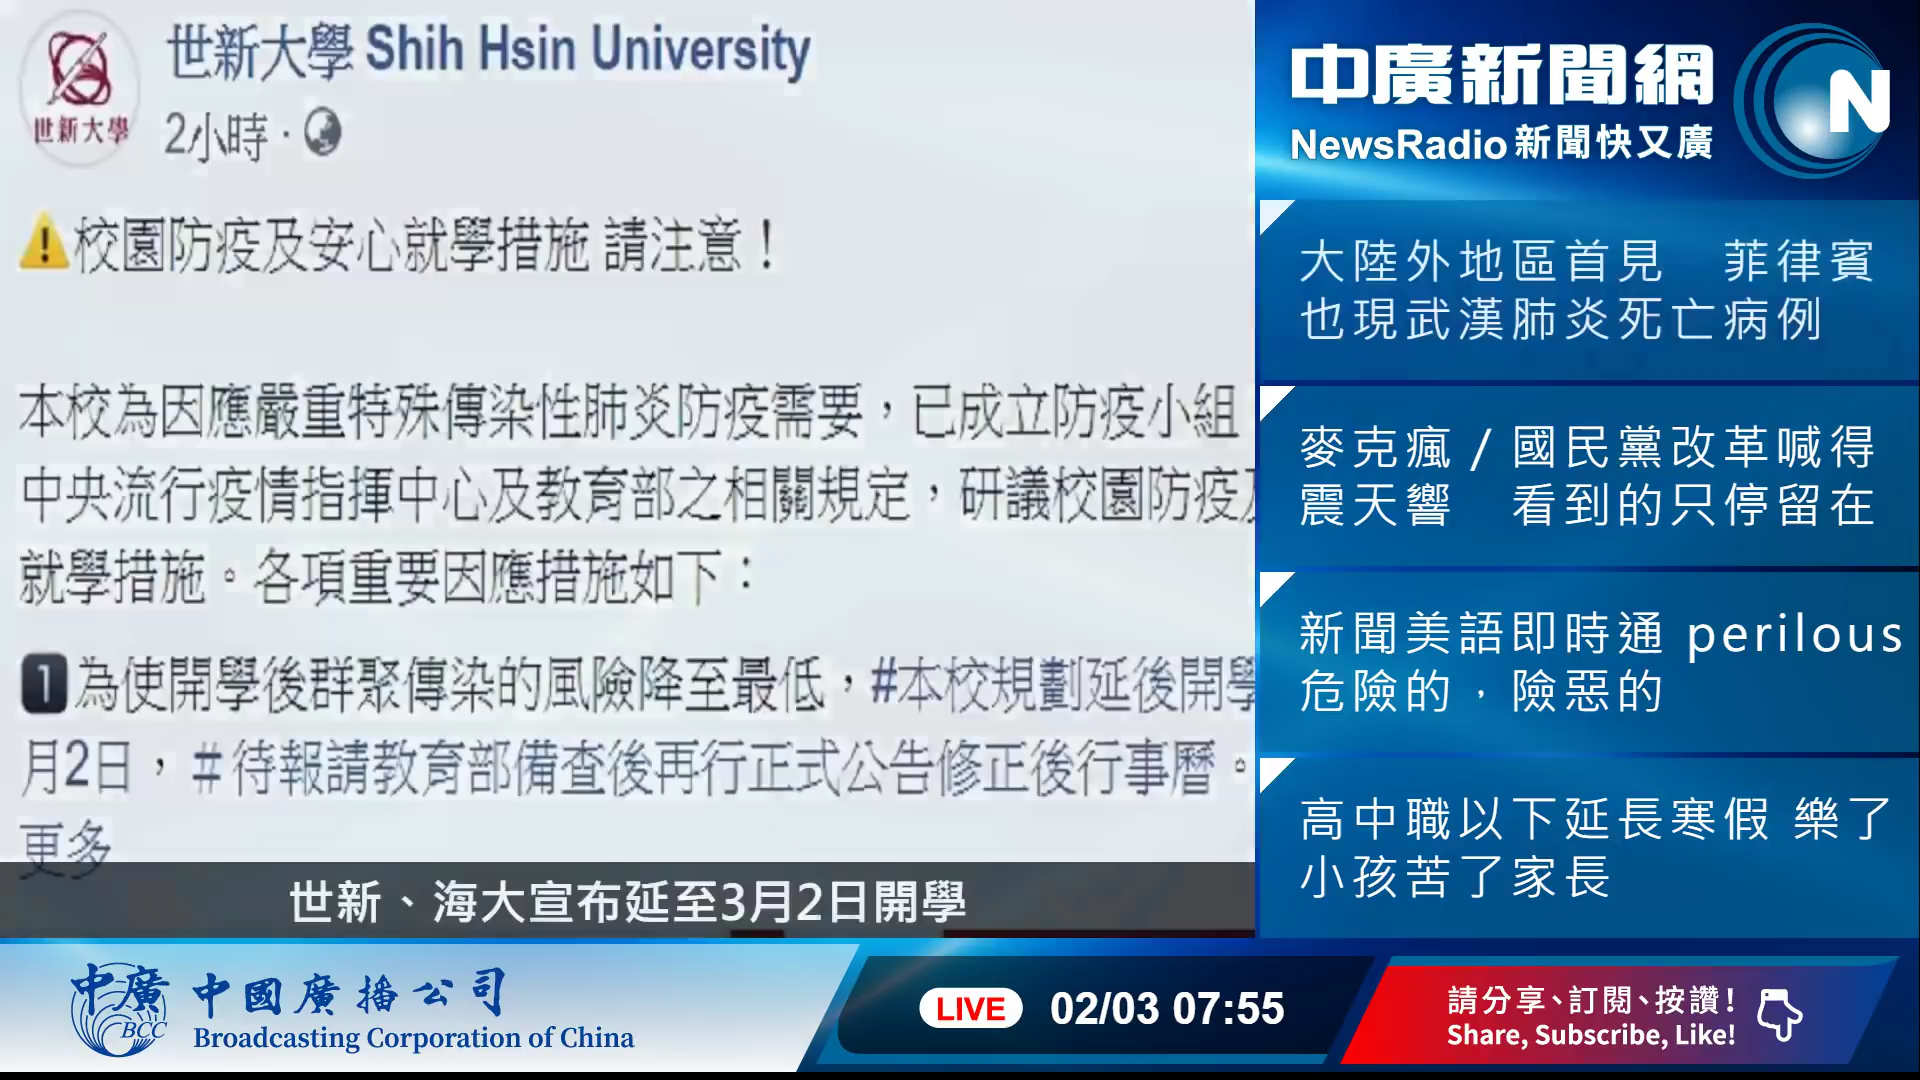 世新大學 Shih Hsin University
2小時 ·
世新大學
校園防疫及安心就學措施 請注意！
本校為因應嚴重特殊傳染性肺炎防疫需要，已成立防疫小組
中央流行疫情指揮中心及教育部之相關規定，研議校園防疫及
就學措施。各項重要因應措施如下：
1 為使開學後群聚傳染的風險降至最低，#本校規劃延後開學
月2日，#待報請教育部備查後再行正式公告修正後行事曆。
更多
世新、海大宣布延至3月2日開學
中廣新聞網
NewsRadio 新聞快又廣
N
大陸外地區首見 菲律賓
也現武漢肺炎死亡病例
麥克瘋 / 國民黨改革喊得
震天響 看到的只停留在
新聞美語即時通 perilous
危險的，險惡的
高中職以下延長寒假 樂了
小孩苦了家長
中廣 中國廣播公司
BCC Broadcasting Corporation of China
LIVE 02/03 07:55
請分享、訂閱、按讚！
Share, Subscribe, Like!